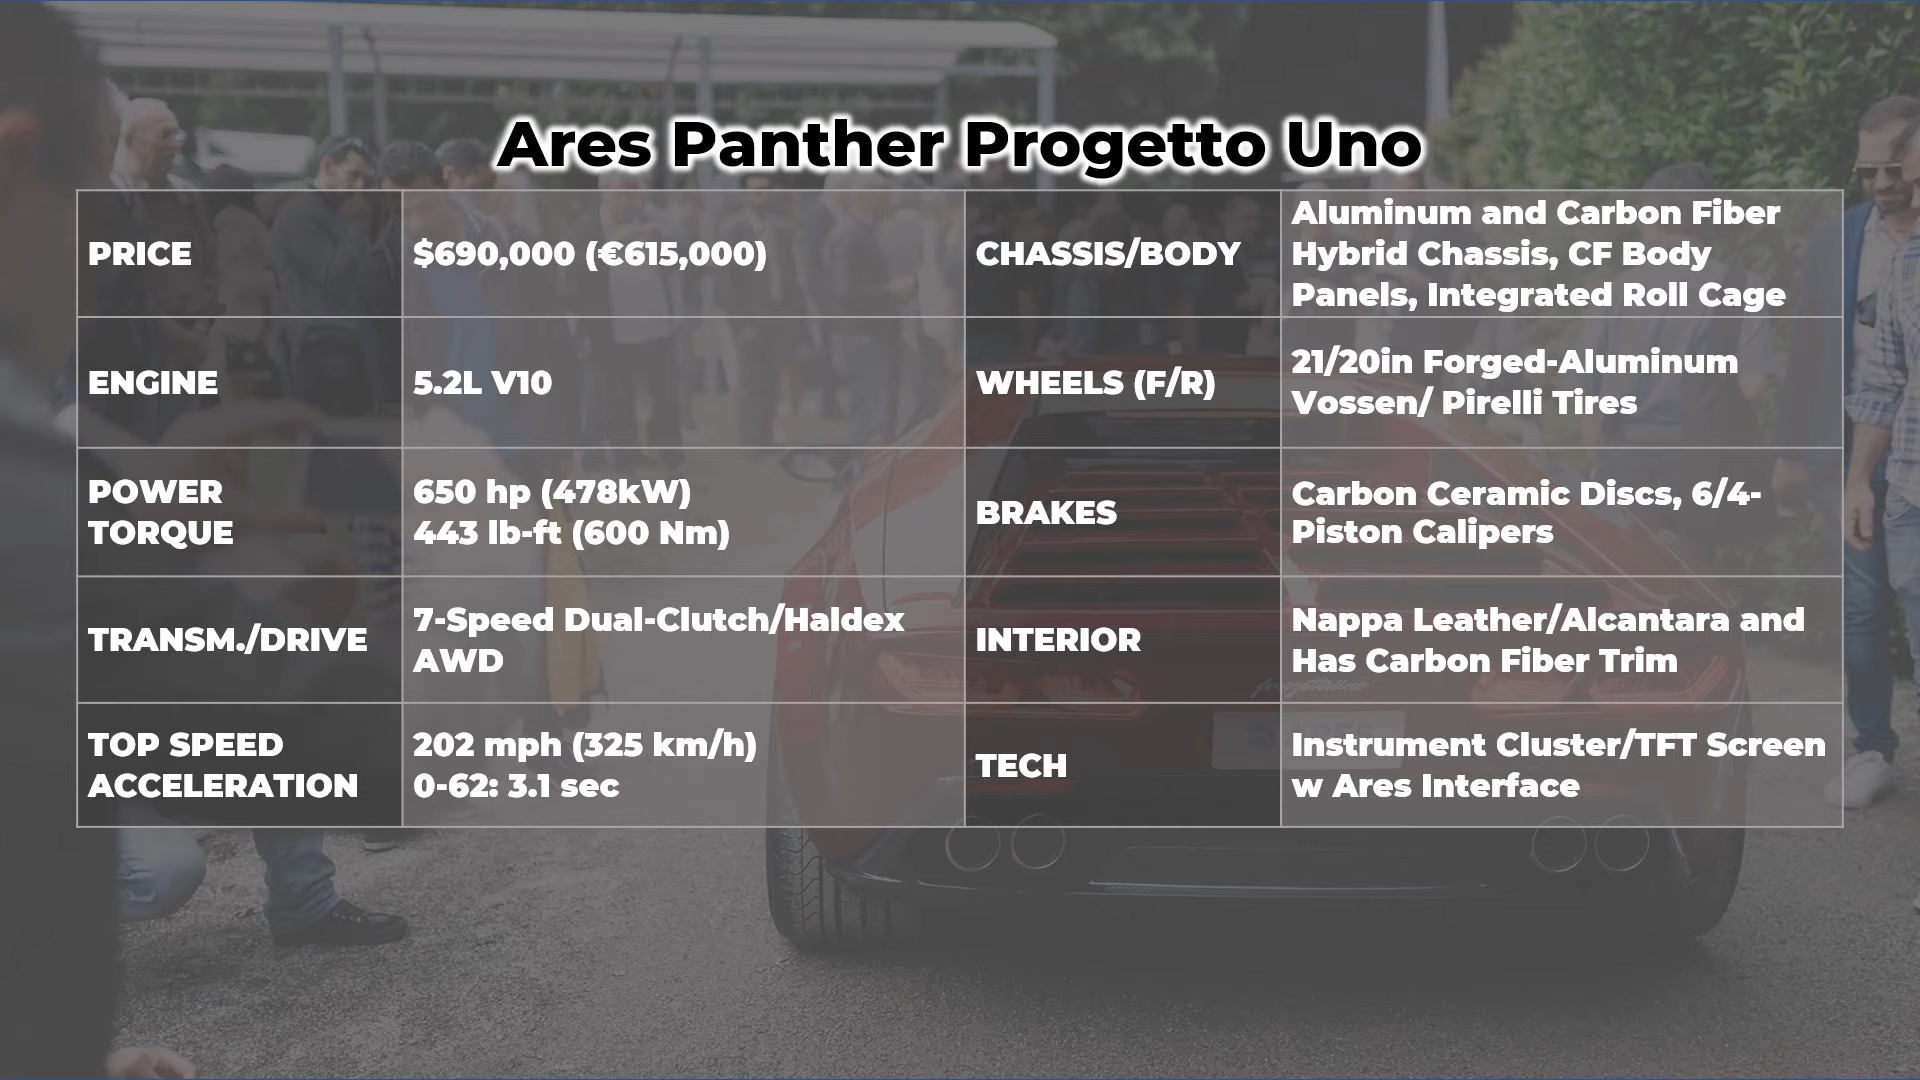 Ares Panther Progetto Uno
PRICE
$690,000 (€615,000)
CHASSIS/BODY
Aluminum and Carbon Fiber
Hybrid Chassis, CF Body
Panels, Integrated Roll Cage
ENGINE
5.2L V10
WHEELS (F/R)
21/20in Forged-Aluminum
Vossen/ Pirelli Tires
POWER
TORQUE
650 hp (478kW)
443 lb-ft (600 Nm)
BRAKES
Carbon Ceramic Discs, 6/4-
Piston Calipers
TRANSM./DRIVE
7-Speed Dual-Clutch/Haldex
AWD
INTERIOR
Nappa Leather/Alcantara and
Has Carbon Fiber Trim
TOP SPEED
ACCELERATION
202 mph (325 km/h)
0-62: 3.1 sec
TECH
Instrument Cluster/TFT Screen
w Ares Interface